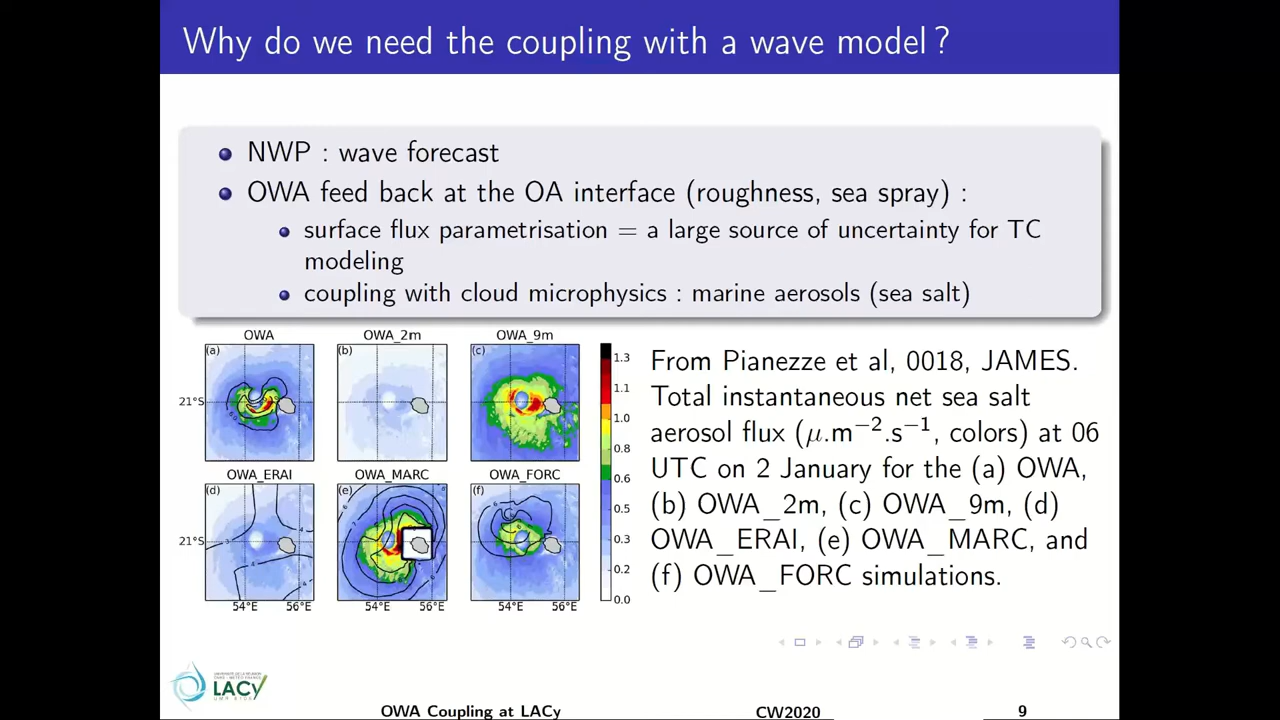 Why do we need the coupling with a wave model ?
NWP : wave forecast
OWA feed back at the OA interface (roughness, sea spray) :
surface flux parametrisation = a large source of uncertainty for TC
modeling
coupling with cloud microphysics : marine aerosols (sea salt)
OWA OWA_2m OWA_9m
(a) (b) (c)
21°S
OWA_ERAI OWA_MARC OWA_FORC
(d) (e) (f)
21°S
54°E 56°E 54°E 56°E 54°E 56°E
1.3
1.1
1.0
0.8
0.6
0.5
0.3
0.2
0.0
From Pianezze et al, 0018, JAMES.
Total instantaneous net sea salt
aerosol flux (μ.m−2.s−1, colors) at 06
UTC on 2 January for the (a) OWA,
(b) OWA_2m, (c) OWA_9m, (d)
OWA_ERAI, (e) OWA_MARC, and
(f) OWA_FORC simulations.
LACy
OWA Coupling at LACy CW2020 9